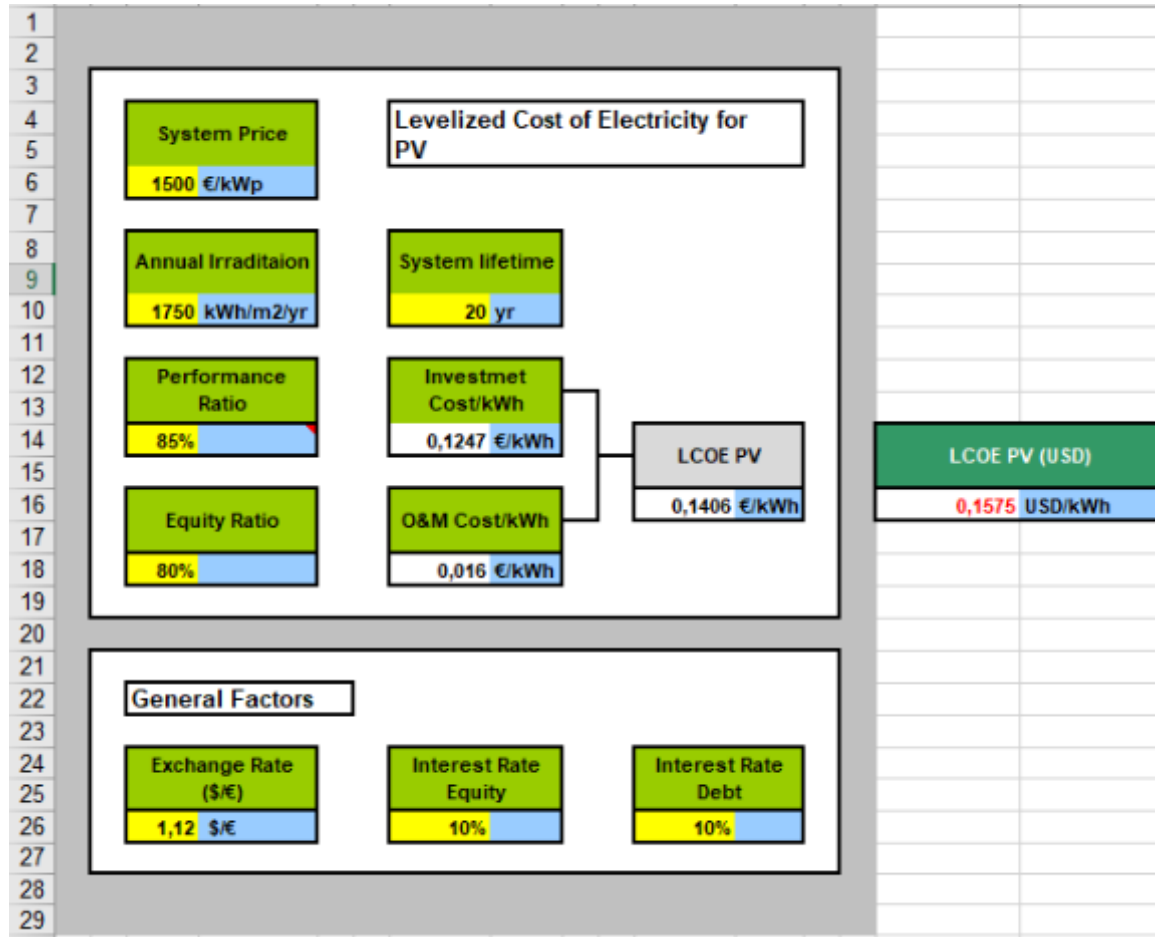 1
2
3
4
5
6
7
8
9
10
11
12
13
14
15
16
17
18
19
20
21
22
23
24
25
26
27
28
29
System Price
1500 €/kWp
Levelized Cost of Electricity for
PV
Annual Irraditaion
1750 kWh/m2/yr
System lifetime
20 yr
Performance
Ratio
85%
Investmet
Cost/kWh
0,1247 €/kWh
LCOE PV
0,1406 €/kWh
LCOE PV (USD)
0,1575 USD/kWh
Equity Ratio
80%
O&M Cost/kWh
0,016 €/kWh
General Factors
Exchange Rate
($/€)
1,12 $/€
Interest Rate
Equity
10%
Interest Rate
Debt
10%